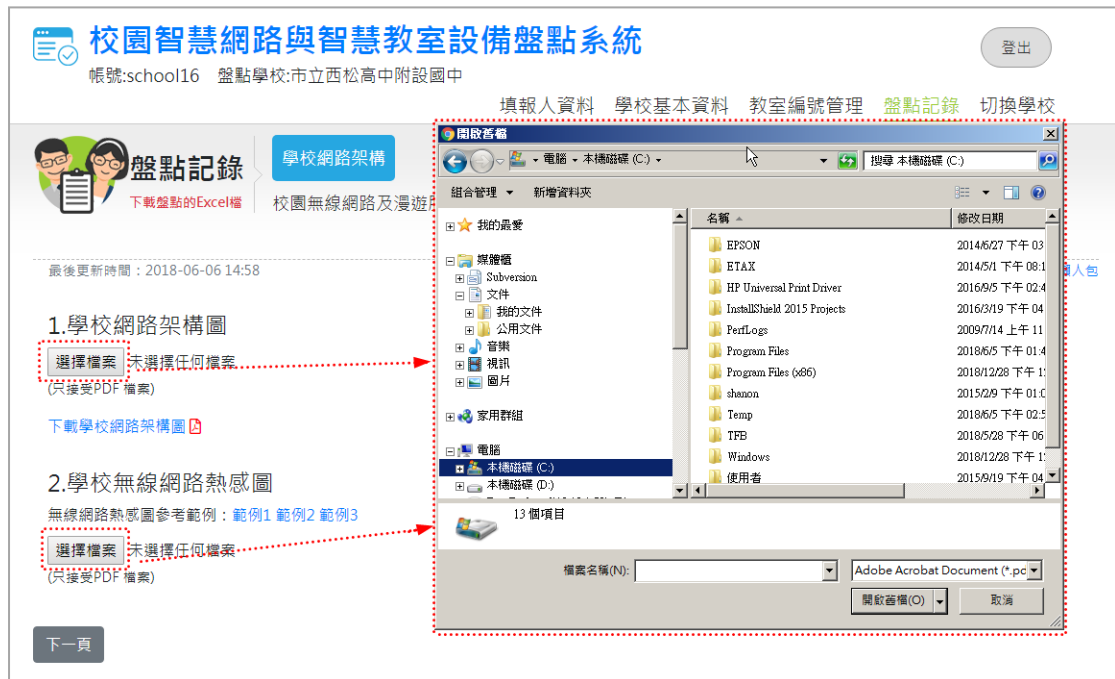 校園智慧網路與智慧教室設備盤點系統
登出
帳號:school16 盤點學校:市立西松高中附設國中
填報人資料 學校基本資料 教室編號管理 盤點記錄 切換學校
盤點記錄
下載盤點的Excel檔
學校網路架構
校園無線網路及漫遊
最後更新時間：2018-06-06 14:58
個人包
1.學校網路架構圖
選擇檔案 未選擇任何檔案
(只接受PDF 檔案)
下載學校網路架構圖
2.學校無線網路熱感圖
無線網路熱感圖參考範例：範例1 範例2 範例3
選擇檔案 未選擇任何檔案
(只接受PDF 檔案)
下一頁
開啟舊檔
電腦 本機磁碟 (C:)
搜尋 本機磁碟 (C:)
組合管理 新增資料夾
我的最愛
媒體櫃
Subversion
文件
我的文件
公用文件
音樂
視訊
圖片
家用群組
電腦
本機磁碟 (C:)
本機磁碟 (D:)
名稱 修改日期
EPSON 2014/6/27 下午 03
ETAX 2014/5/1 下午 08:1
HP Universal Print Driver 2016/9/5 下午 02:4
InstallShield 2015 Projects 2016/3/19 下午 04
PerfLogs 2009/7/14 上午 11
Program Files 2018/6/5 下午 01:4
Program Files (x86) 2018/12/28 下午 1
shanon 2015/2/9 下午 01:0
Temp 2018/6/5 下午 02:5
TFB 2018/5/28 下午 06
Windows 2018/12/28 下午 1
使用者 2015/9/19 下午 04
13 個項目
檔案名稱(N):
Adobe Acrobat Document (*.pd
開啟舊檔(O) 取消